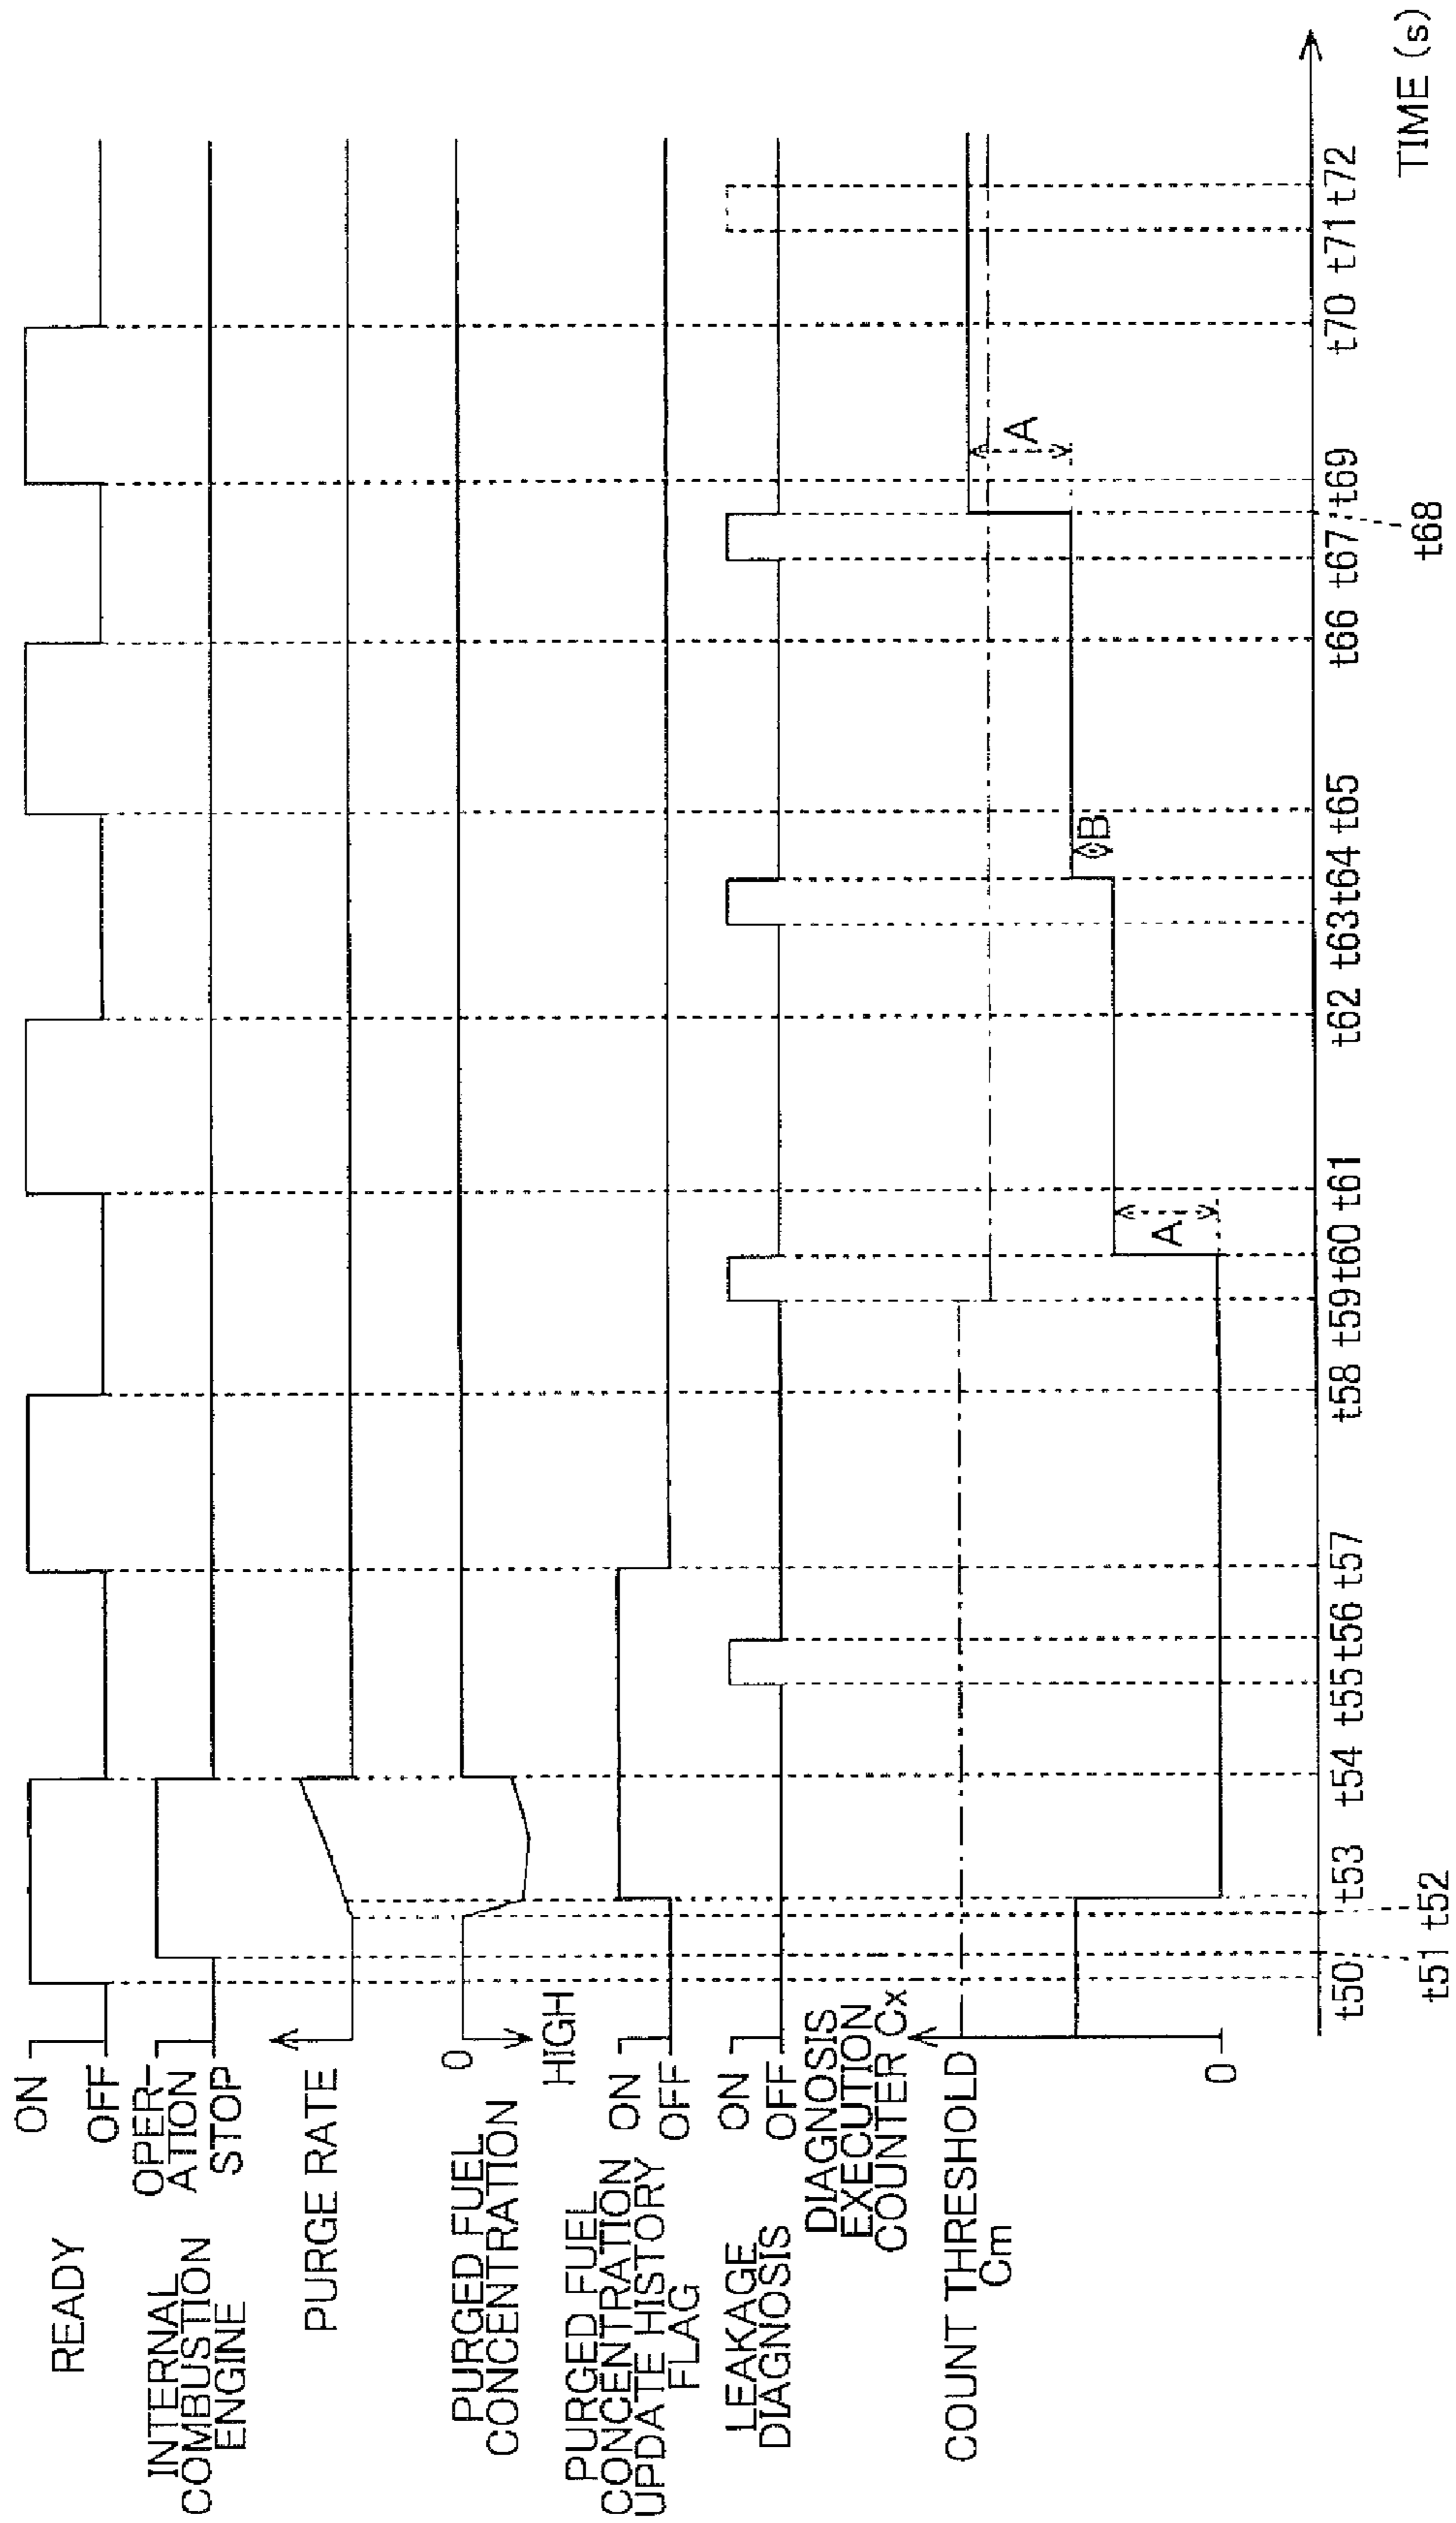 READY
ON
OFF
INTERNAL
COMBUSTION
ENGINE
OPER-
ATION
STOP
PURGE RATE
PURGED FUEL
CONCENTRATION
0
HIGH
PURGED FUEL
CONCENTRATION
UPDATE HISTORY
FLAG
ON
OFF
LEAKAGE
DIAGNOSIS
ON
OFF
DIAGNOSIS
EXECUTION
COUNTER Cx
COUNT THRESHOLD
Cm
0
A
B
A
t50 t53 t54 t55 t56 t57 t58 t59 t60 t61 t62 t63 t64 t65 t66 t67 t69 t70 t71 t72
t51 t52 t68
TIME (s)